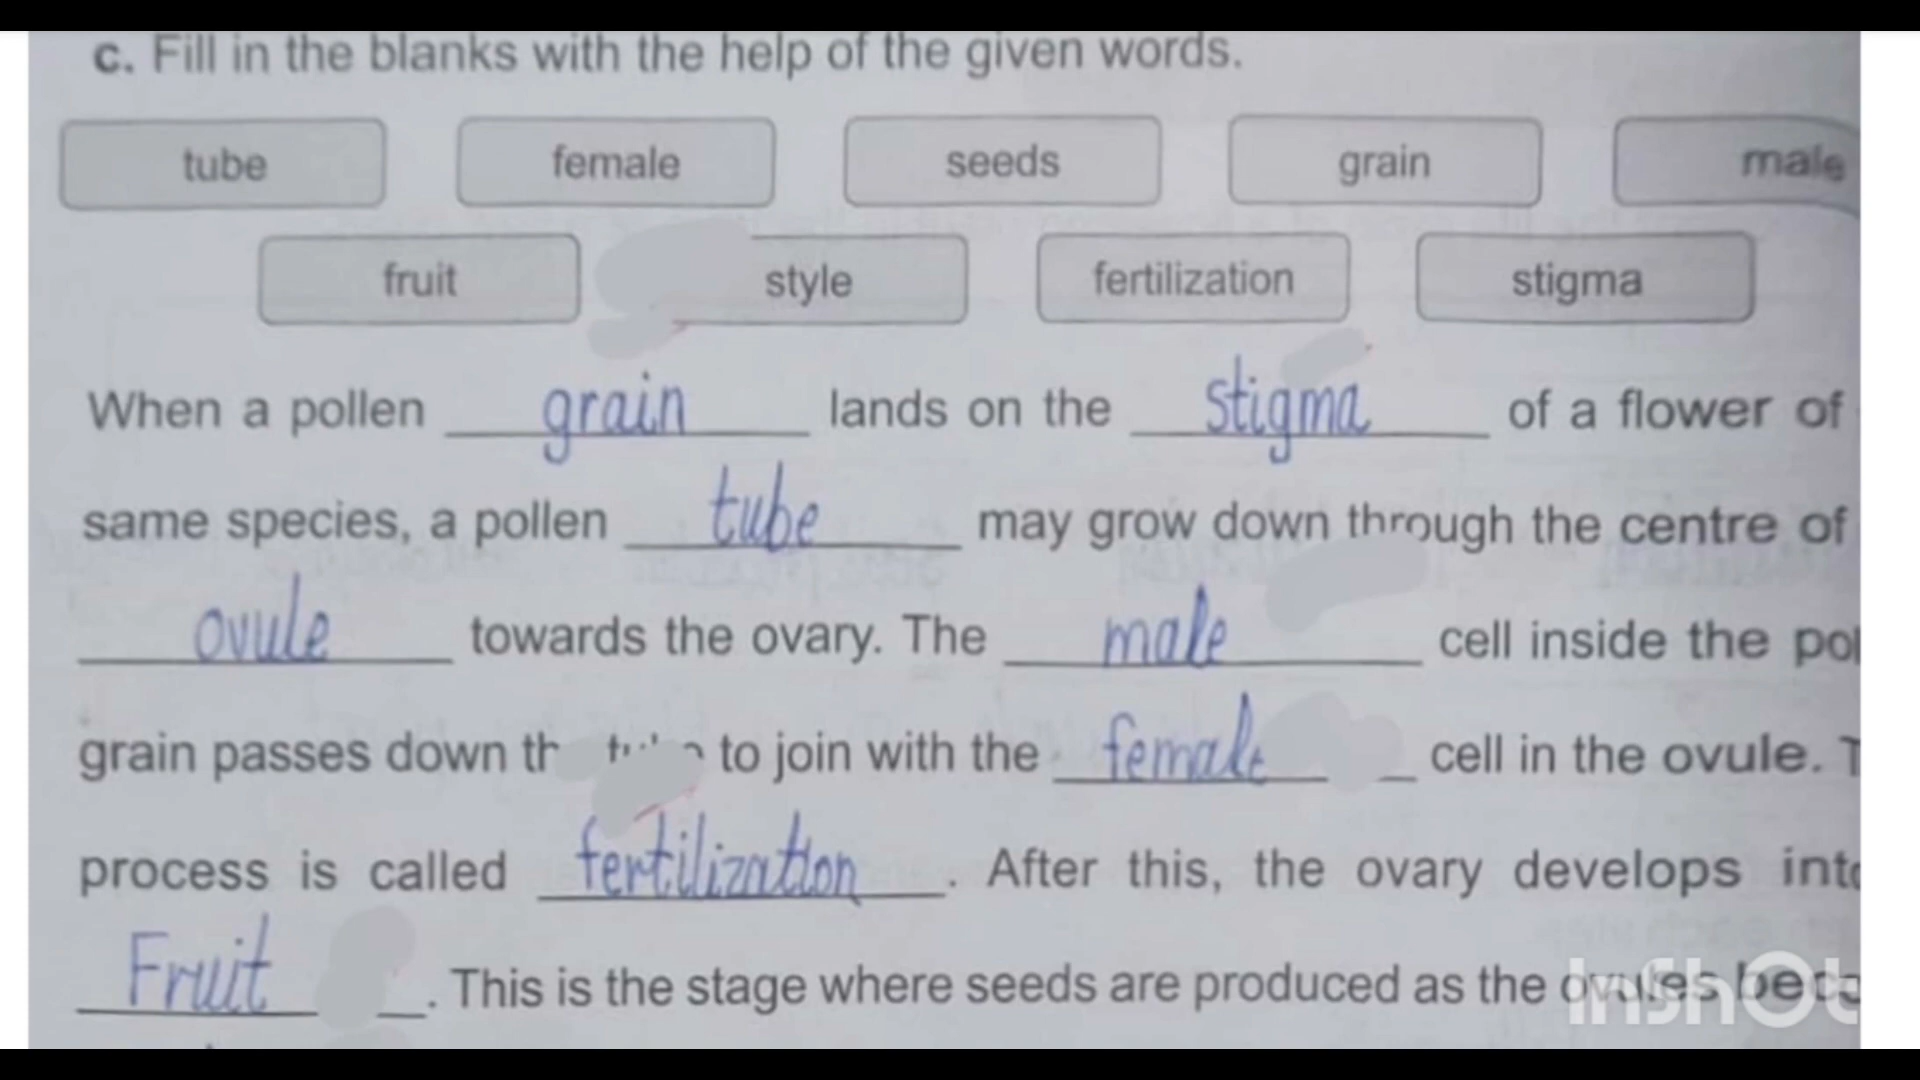 c. Fill in the blanks with the help of the given words.
tube female seeds grain male
fruit style fertilization stigma
When a pollen grain lands on the stigma of a flower of
same species, a pollen tube may grow down through the centre of
ovule towards the ovary. The male cell inside the pol
grain passes down to join with the female cell in the ovule. T
process is called fertilization. After this, the ovary develops into
Fruit. This is the stage where seeds are produced as the ovules beco
InShOt